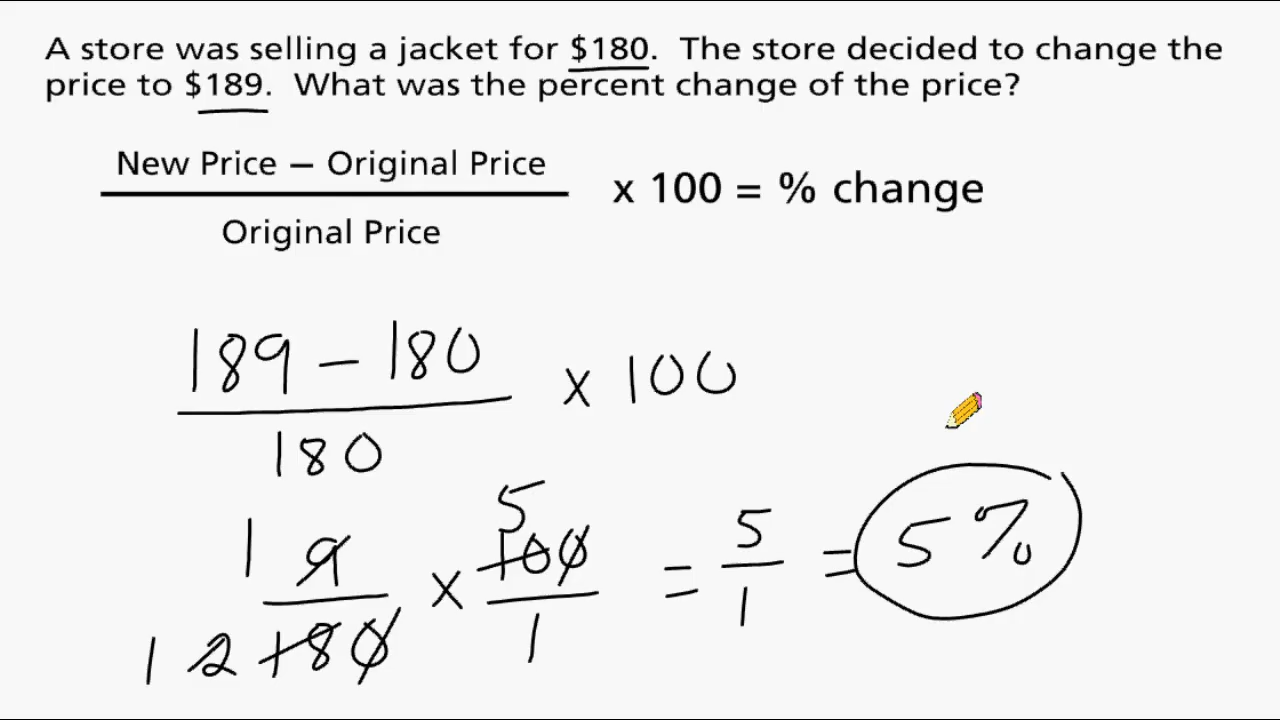 A store was selling a jacket for $180. The store decided to change the
price to $189. What was the percent change of the price?
New Price – Original Price
x 100 = % change
Original Price
189 – 180
x 100
180
5
1 9 x 100 = 5 = 5%
1 2 180 1 1